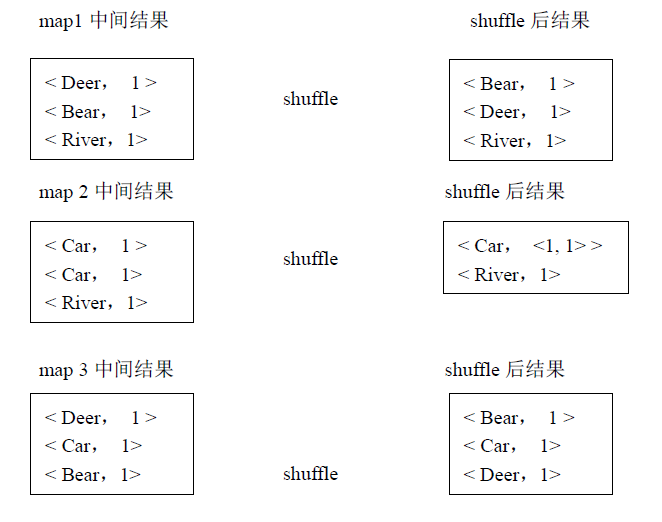 map1 中间结果
shuffle 后结果
< Deer， 1 >
< Bear， 1>
< River，1>
shuffle
< Bear， 1 >
< Deer， 1>
< River，1>
map 2 中间结果
shuffle 后结果
< Car， 1 >
< Car， 1>
< River，1>
shuffle
< Car， <1, 1> >
< River，1>
map 3 中间结果
shuffle 后结果
< Deer， 1 >
< Car， 1>
< Bear，1>
shuffle
< Bear， 1 >
< Car， 1>
< Deer，1>